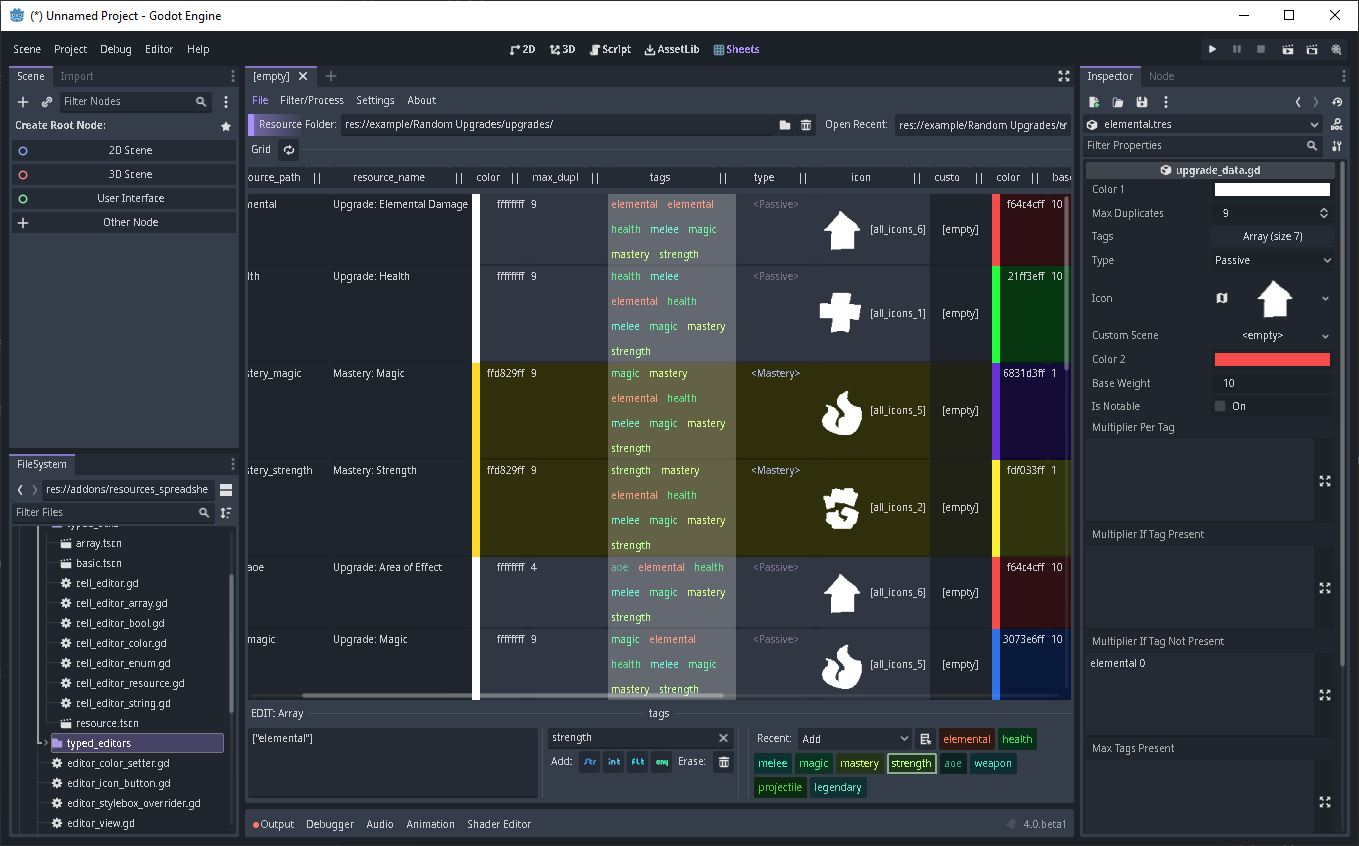 (*) Unnamed Project - Godot Engine
Scene Project Debug Editor Help
2D 3D Script AssetLib Sheets
Scene Import
Filter Nodes
Create Root Node:
2D Scene
3D Scene
User Interface
Other Node
FileSystem
res://addons/resources_spreadshe
Filter Files
array.tscn
basic.tscn
cell_editor.gd
cell_editor_array.gd
cell_editor_bool.gd
cell_editor_color.gd
cell_editor_enum.gd
cell_editor_resource.gd
cell_editor_string.gd
resource.tscn
typed_editors
editor_color_setter.gd
editor_icon_button.gd
editor_stylebox_overrider.gd
editor_view.gd
[empty]
File Filter/Process Settings About
Resource Folder: res://example/Random Upgrades/upgrades/ Open Recent: res://example/Random Upgrades/
Grid
ource_path || resource_name || color || max_dupl || tags || type || icon || custo || color || base
mental Upgrade: Elemental Damage ffffffff 9 elemental elemental <Passive> f64c4cff 10
health melee magic [all_icons_6] [empty]
mastery strength
lth Upgrade: Health ffffffff 9 health melee <Passive> 21ff3eff 10
elemental health [all_icons_1] [empty]
melee magic mastery
strength
stery_magic Mastery: Magic ffd829ff 9 magic mastery <Mastery> 6831d3ff 1
elemental health [all_icons_5] [empty]
melee magic mastery
strength
stery_strength Mastery: Strength ffd829ff 9 strength mastery <Mastery> fdf033ff 1
elemental health [all_icons_2] [empty]
melee magic mastery
strength
aoe Upgrade: Area of Effect ffffffff 4 aoe elemental health <Passive> f64c4cff 10
melee magic mastery [all_icons_6] [empty]
strength
magic Upgrade: Magic ffffffff 9 magic elemental <Passive> 3073e6ff 10
health melee magic [all_icons_5] [empty]
mastery strength
EDIT: Array tags
["elemental"]
strength
Add: Str int flt any Erase:
Recent: Add elemental health
melee magic mastery strength aoe weapon
projectile legendary
Output Debugger Audio Animation Shader Editor 4.0.beta1
Inspector Node
elemental.tres
DOC
Filter Properties
upgrade_data.gd
Color 1
Max Duplicates 9
Tags Array (size 7)
Type Passive
Icon
Custom Scene <empty>
Color 2
Base Weight 10
Is Notable On
Multiplier Per Tag
Multiplier If Tag Present
Multiplier If Tag Not Present
elemental 0
Max Tags Present